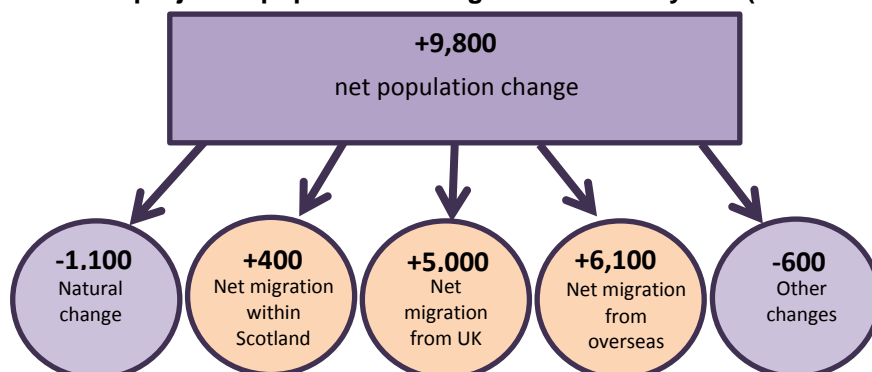 +9,800
net population change
-1,100
Natural
change
+400
Net migration
within
Scotland
+5,000
Net
migration
from UK
+6,100
Net migration
from
overseas
-600
Other
changes